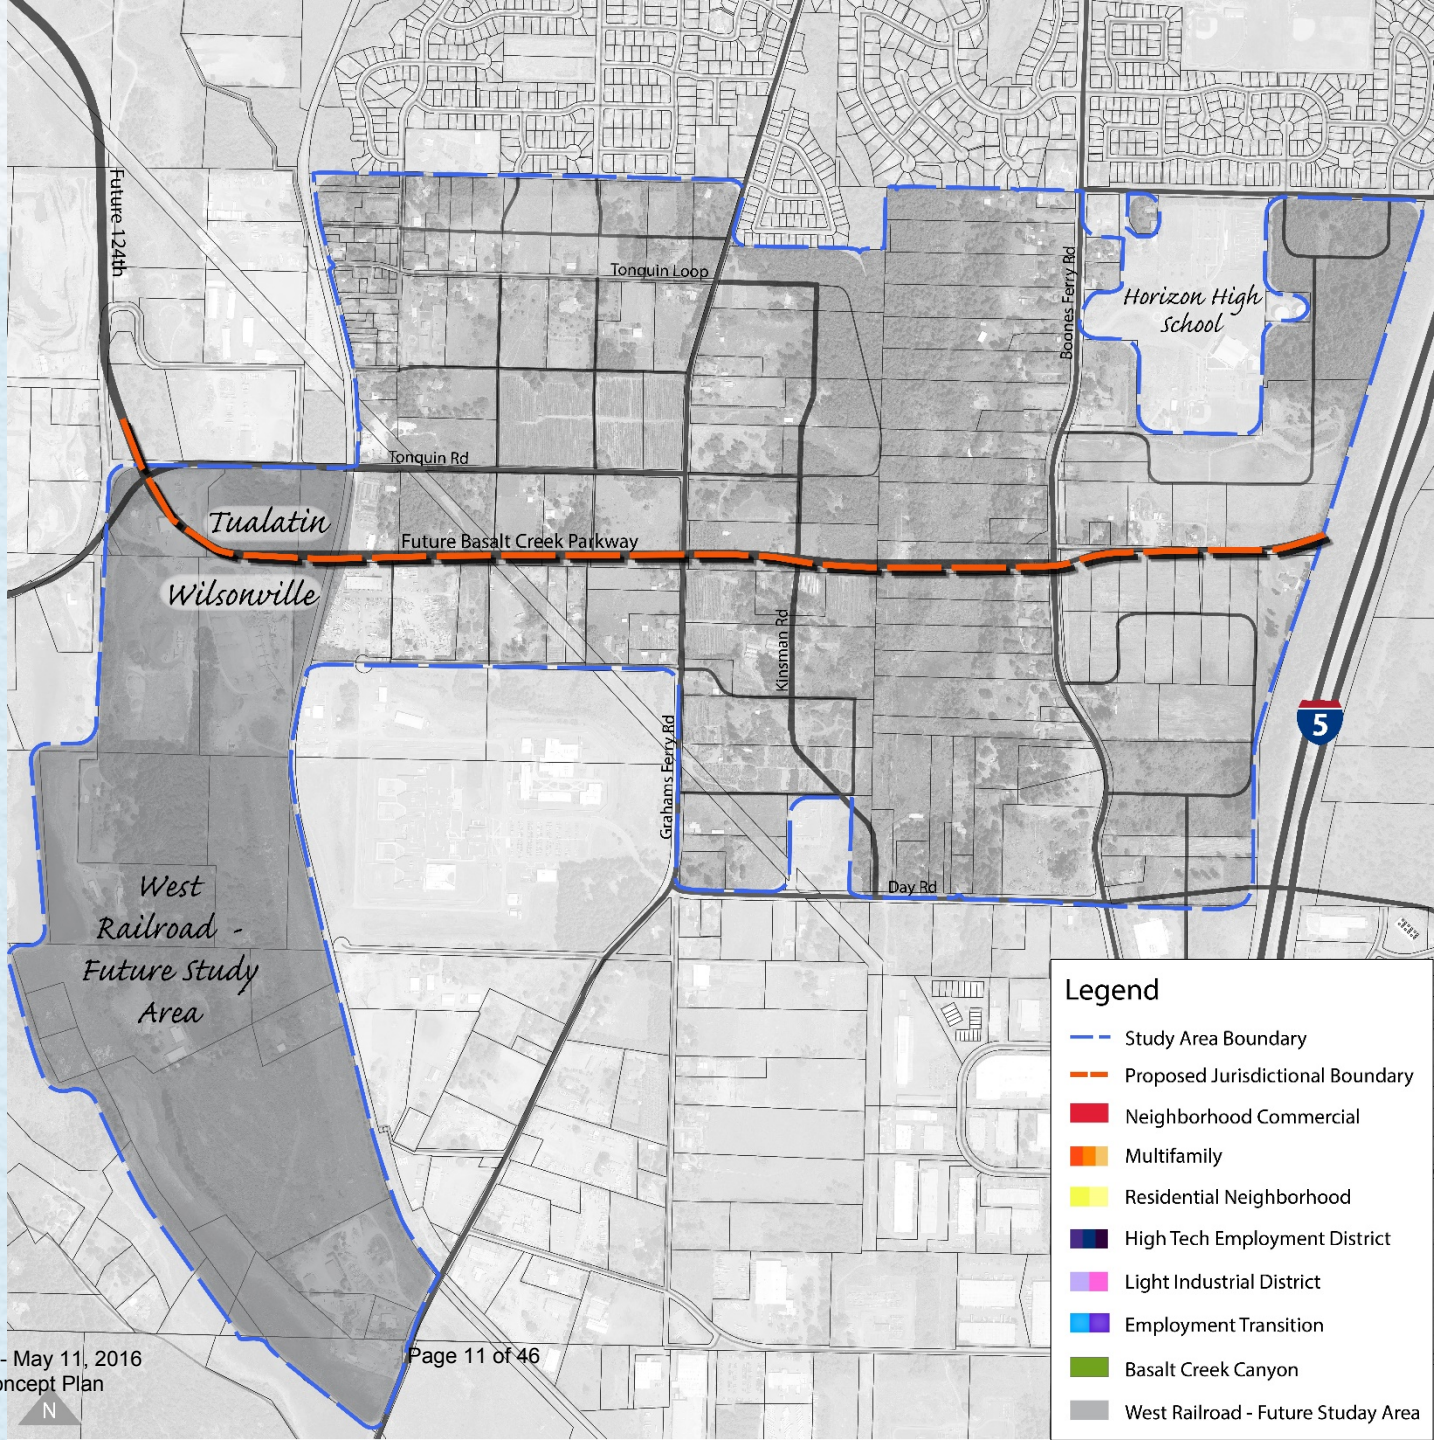 Future 124th
Tonquin Loop
Boones Ferry Rd
Horizon High
School
Tonquin Rd
Tualatin
Future Basalt Creek Parkway
Wilsonville
Kinsman Rd
Grahams Ferry Rd
5
Day Rd
West
Railroad -
Future Study
Area
Legend
Study Area Boundary
Proposed Jurisdictional Boundary
Neighborhood Commercial
Multifamily
Residential Neighborhood
High Tech Employment District
Light Industrial District
Employment Transition
Basalt Creek Canyon
West Railroad - Future Studay Area
- May 11, 2016
Page 11 of 46
oncept Plan
N